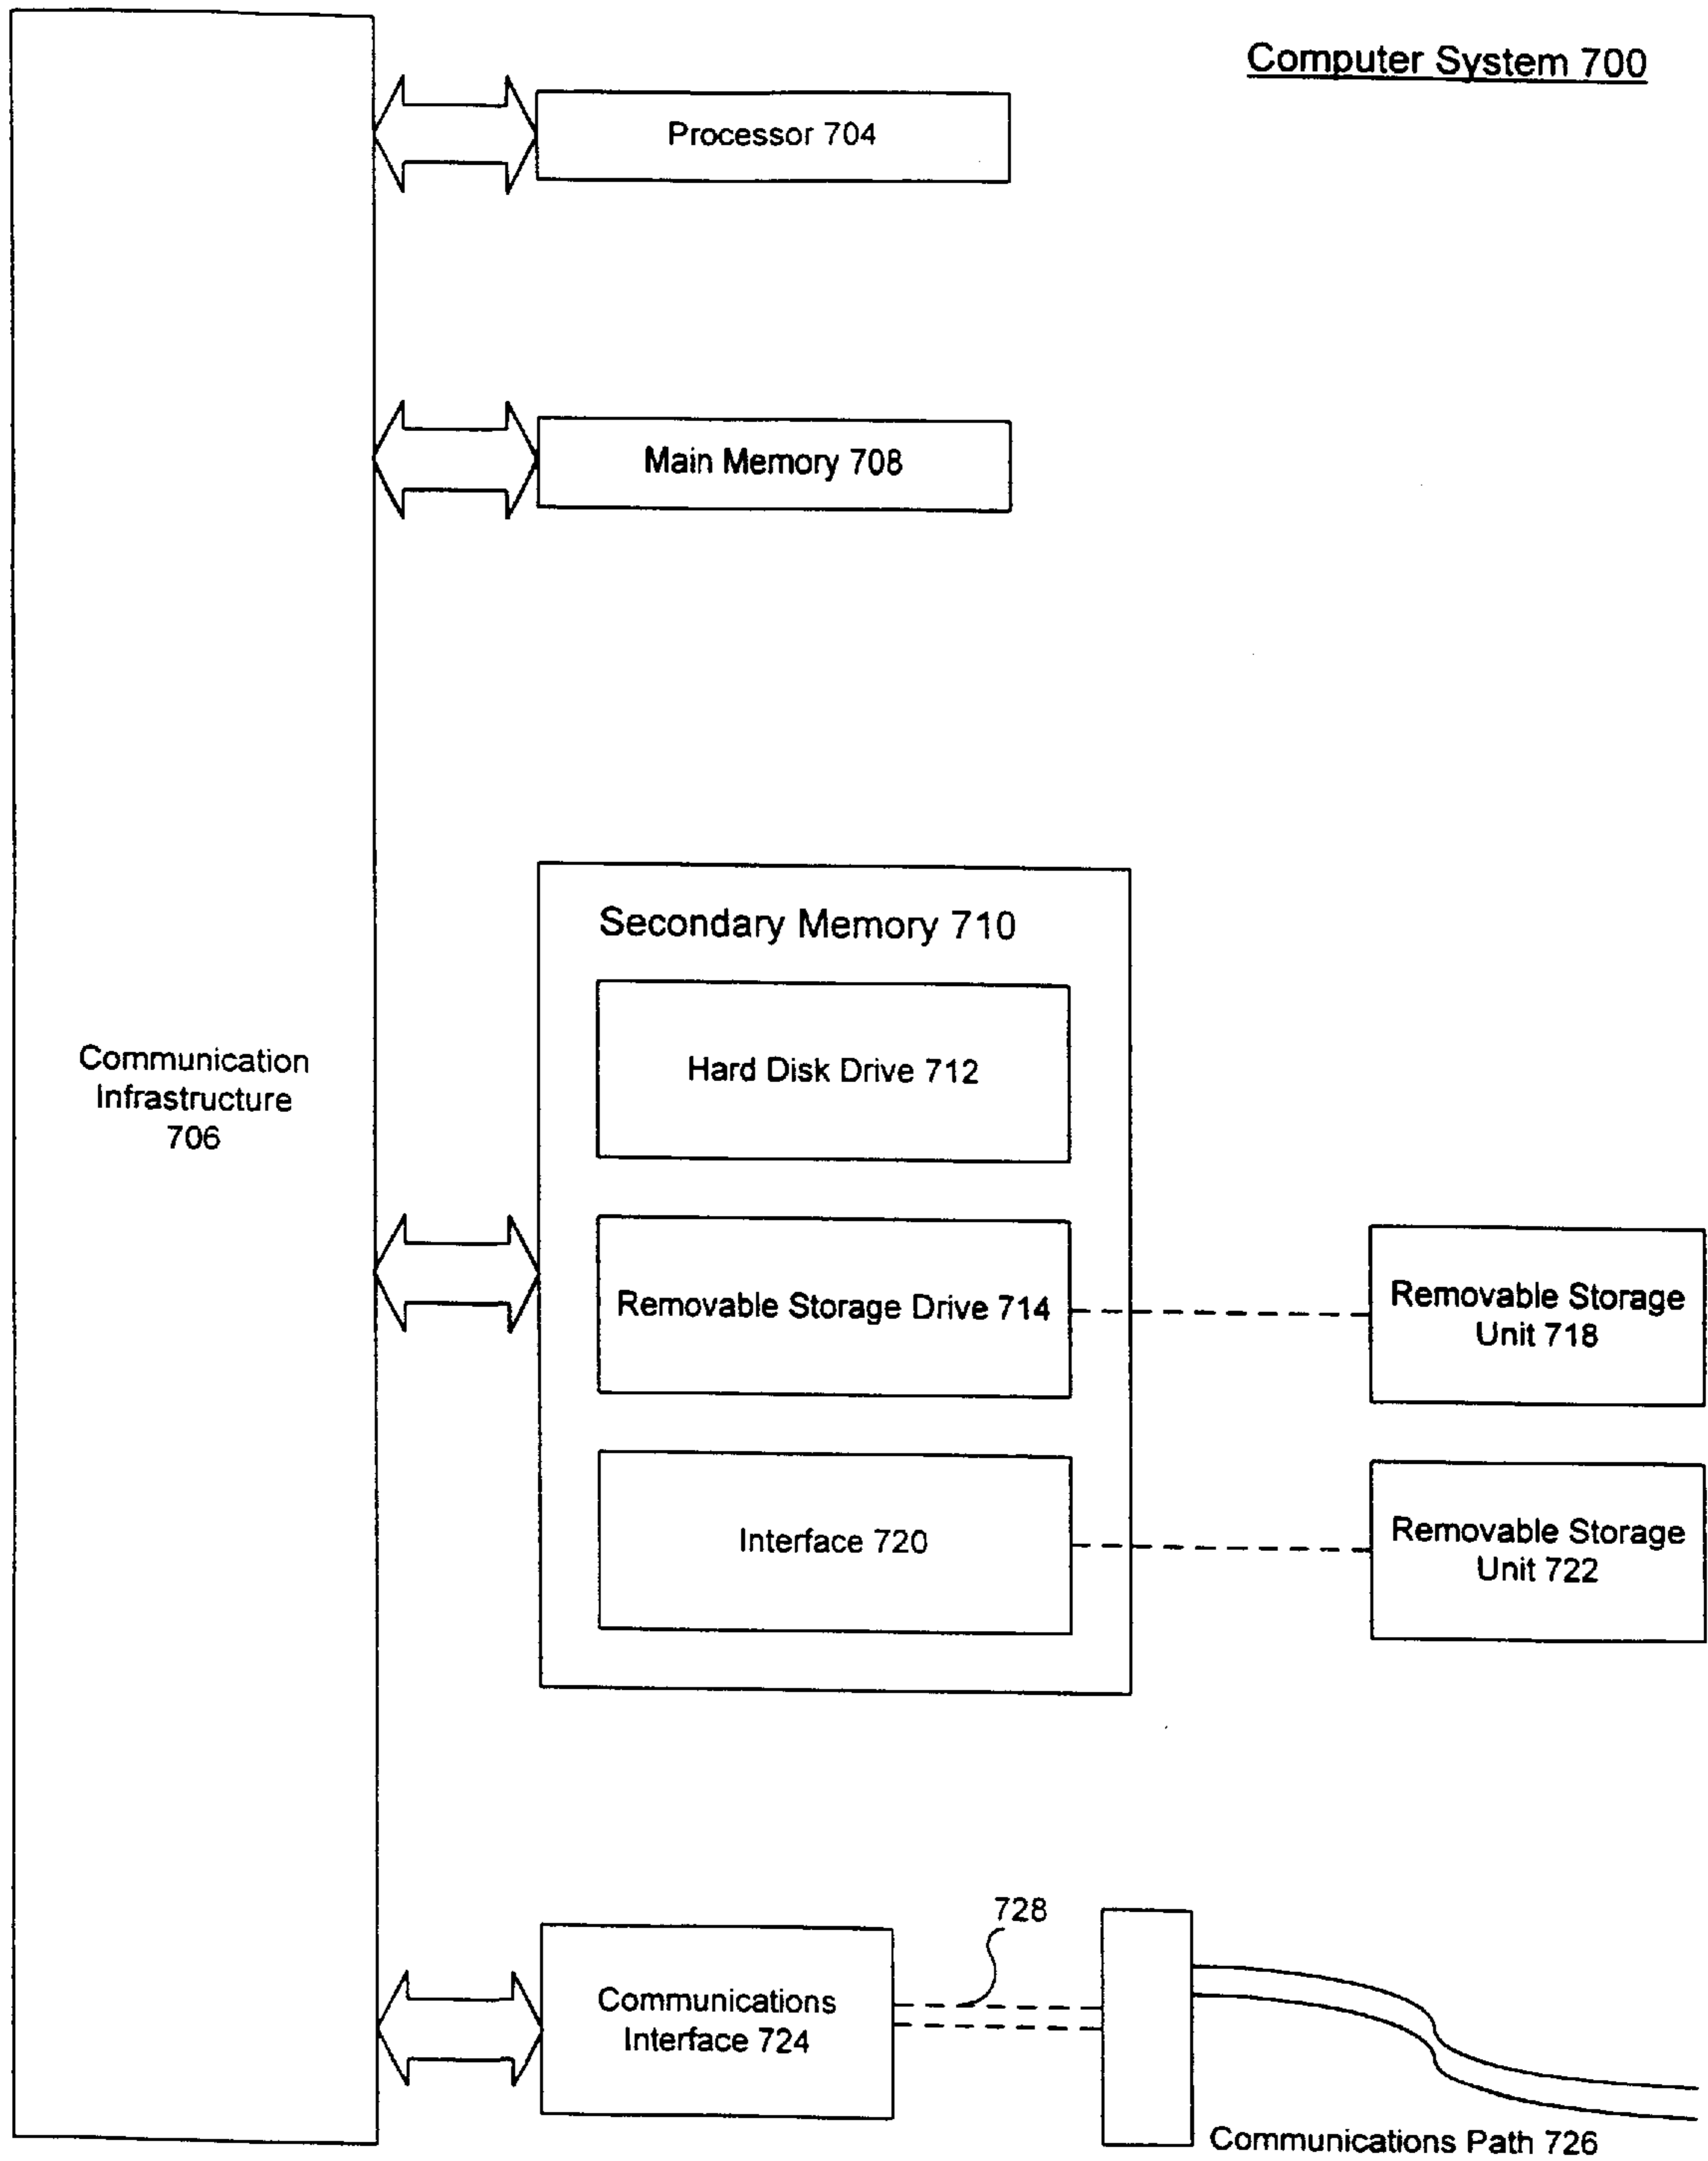 Computer System 700
Processor 704
Main Memory 708
Secondary Memory 710
Hard Disk Drive 712
Communication
Infrastructure
706
Removable Storage Drive 714
Removable Storage
Unit 718
Interface 720
Removable Storage
Unit 722
728
Communications
Interface 724
Communications Path 726